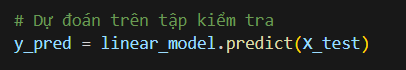 # Dự đoán trên tập kiểm tra
y_pred = linear_model.predict(X_test)